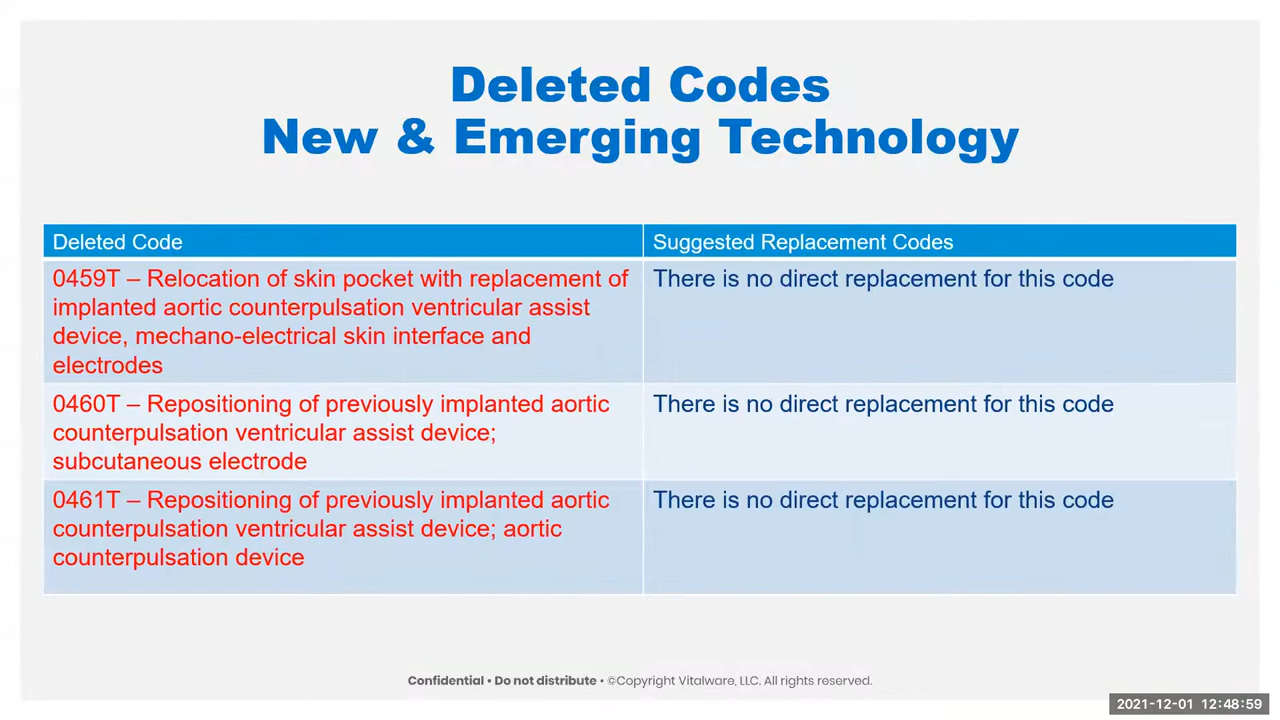 Deleted Codes
New & Emerging Technology
Deleted Code
Suggested Replacement Codes
0459T – Relocation of skin pocket with replacement of
implanted aortic counterpulsation ventricular assist
device, mechano-electrical skin interface and
electrodes
There is no direct replacement for this code
0460T – Repositioning of previously implanted aortic
counterpulsation ventricular assist device;
subcutaneous electrode
There is no direct replacement for this code
0461T – Repositioning of previously implanted aortic
counterpulsation ventricular assist device; aortic
counterpulsation device
There is no direct replacement for this code
Confidential • Do not distribute • ©Copyright Vitalware, LLC. All rights reserved.
2021-12-01 12:48:59